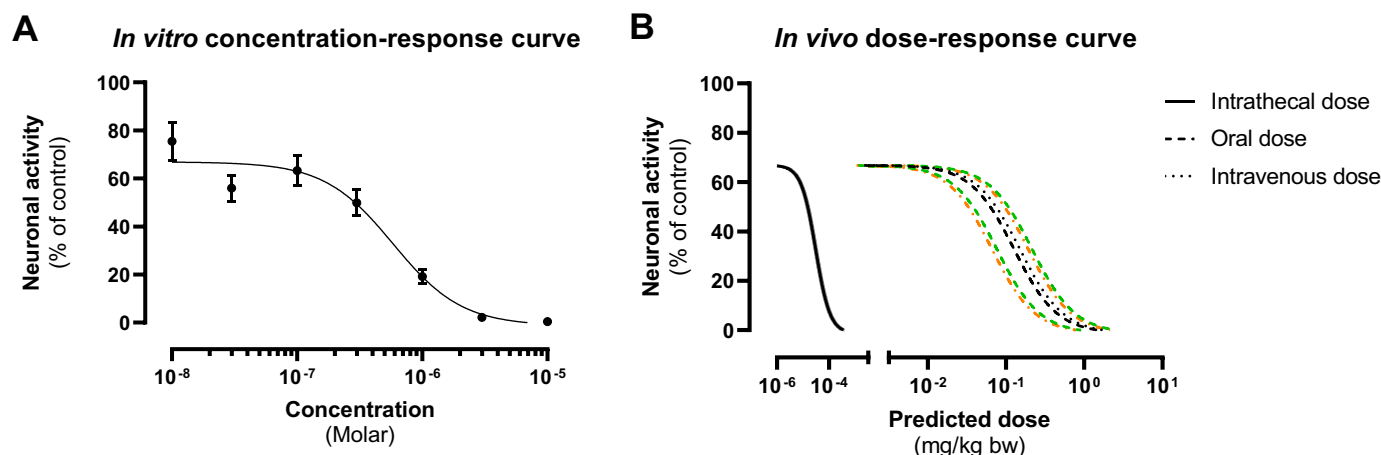 A
In vitro concentration-response curve
Neuronal activity
(% of control)
100
80
60
40
20
0
10-8
10-7
10-6
10-5
Concentration
(Molar)
B
In vivo dose-response curve
Neuronal activity
(% of control)
100
80
60
40
20
0
10-6
10-4
10-2
10-1
100
101
Predicted dose
(mg/kg bw)
Intrathecal dose
Oral dose
Intravenous dose